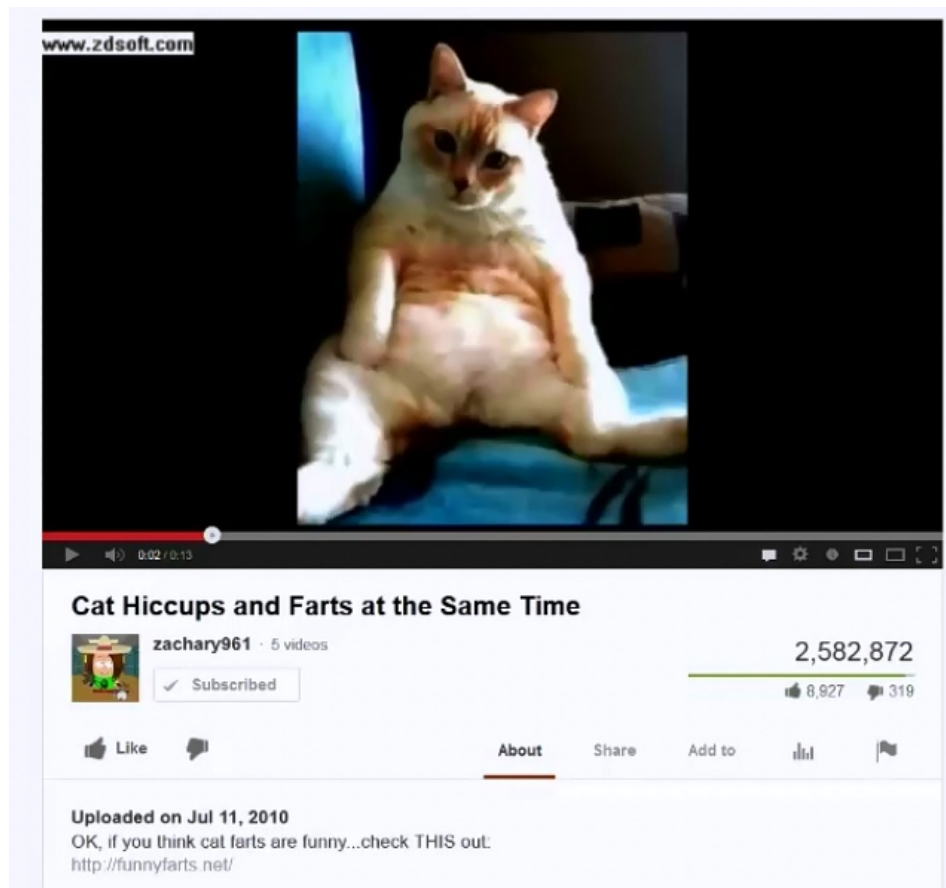 www.zdsoft.com
0:02 / 0:13
Cat Hiccups and Farts at the Same Time
zachary961 · 5 videos
Subscribed
2,582,872
8,927 319
Like
About Share Add to
Uploaded on Jul 11, 2010
OK, if you think cat farts are funny...check THIS out:
http://funnyfarts.net/